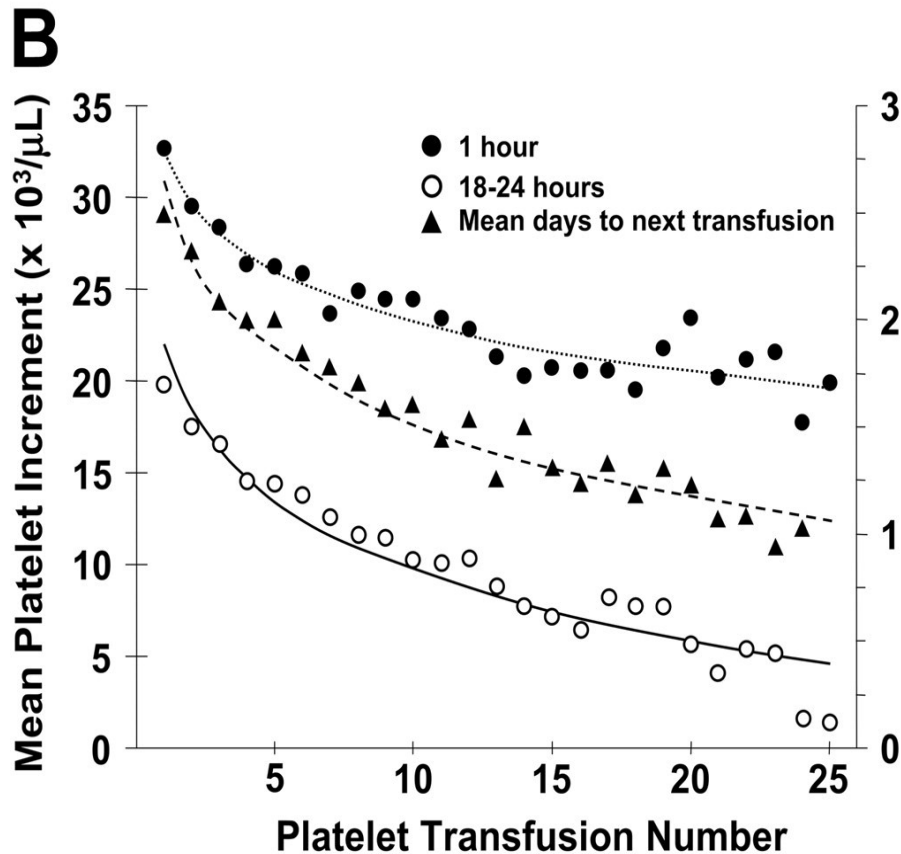 B
Mean Platelet Increment (x 10³/μL)
35
30
25
20
15
10
5
0
1 hour
18-24 hours
Mean days to next transfusion
3
2
1
0
5
10
15
20
25
Platelet Transfusion Number